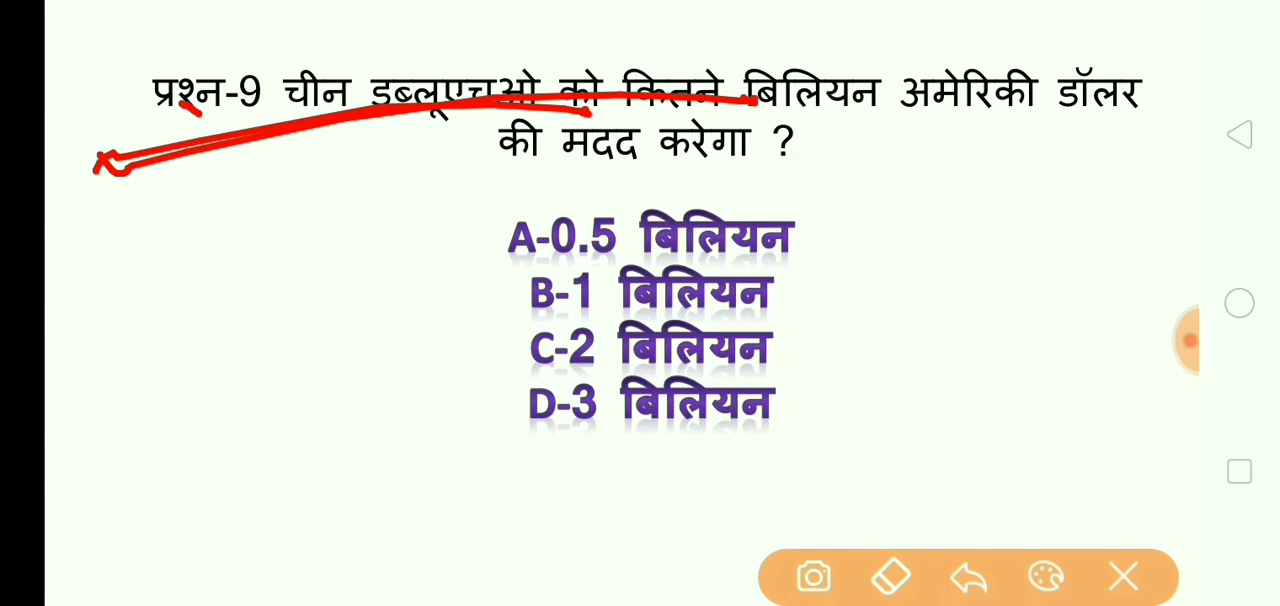 प्रश्न-9 चीन डब्लूएचओ को कितने बिलियन अमेरिकी डॉलर
की मदद करेगा ?
A-0.5 बिलियन
B-1 बिलियन
C-2 बिलियन
D-3 बिलियन